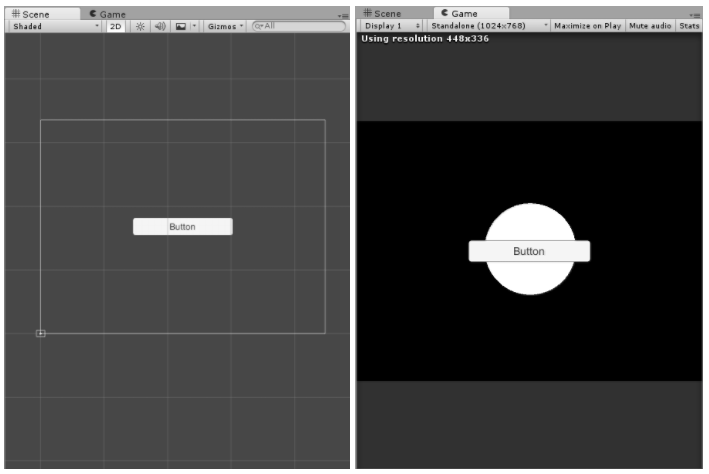 Scene Game
Shaded 2D Gizmos All
Button
Scene Game
Display 1 Standalone (1024x768) Maximize on Play Mute audio Stats
Using resolution 448x336
Button